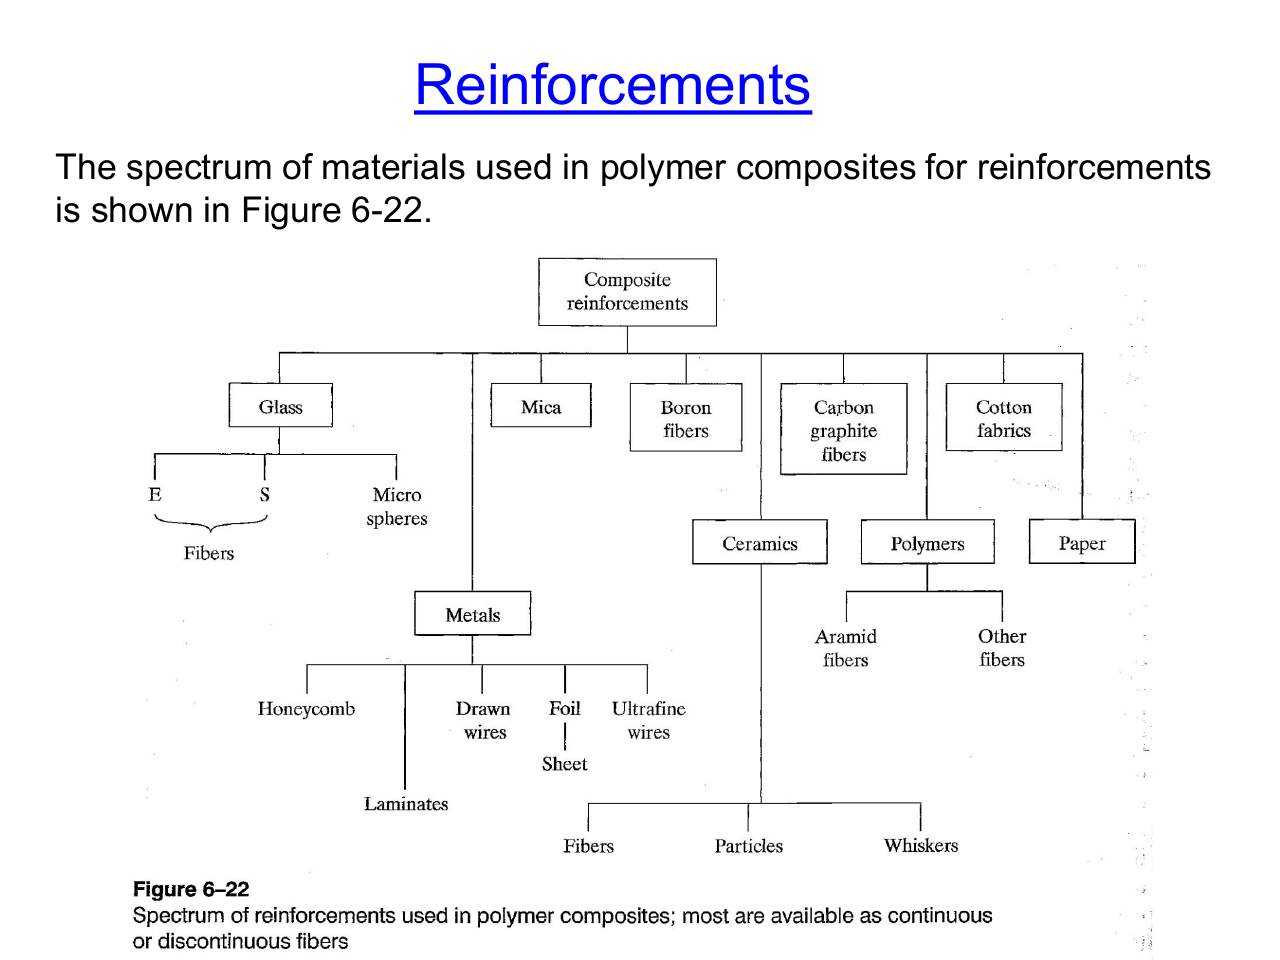 Reinforcements
The spectrum of materials used in polymer composites for reinforcements
is shown in Figure 6-22.
Composite
reinforcements
Glass
Mica
Boron
fibers
Carbon
graphite
fibers
Cotton
fabrics
E
S
Micro
spheres
Fibers
Ceramics
Polymers
Paper
Metals
Aramid
fibers
Other
fibers
Honeycomb
Drawn
wires
Foil
Ultrafine
wires
Sheet
Laminates
Fibers
Particles
Whiskers
Figure 6–22
Spectrum of reinforcements used in polymer composites; most are available as continuous
or discontinuous fibers